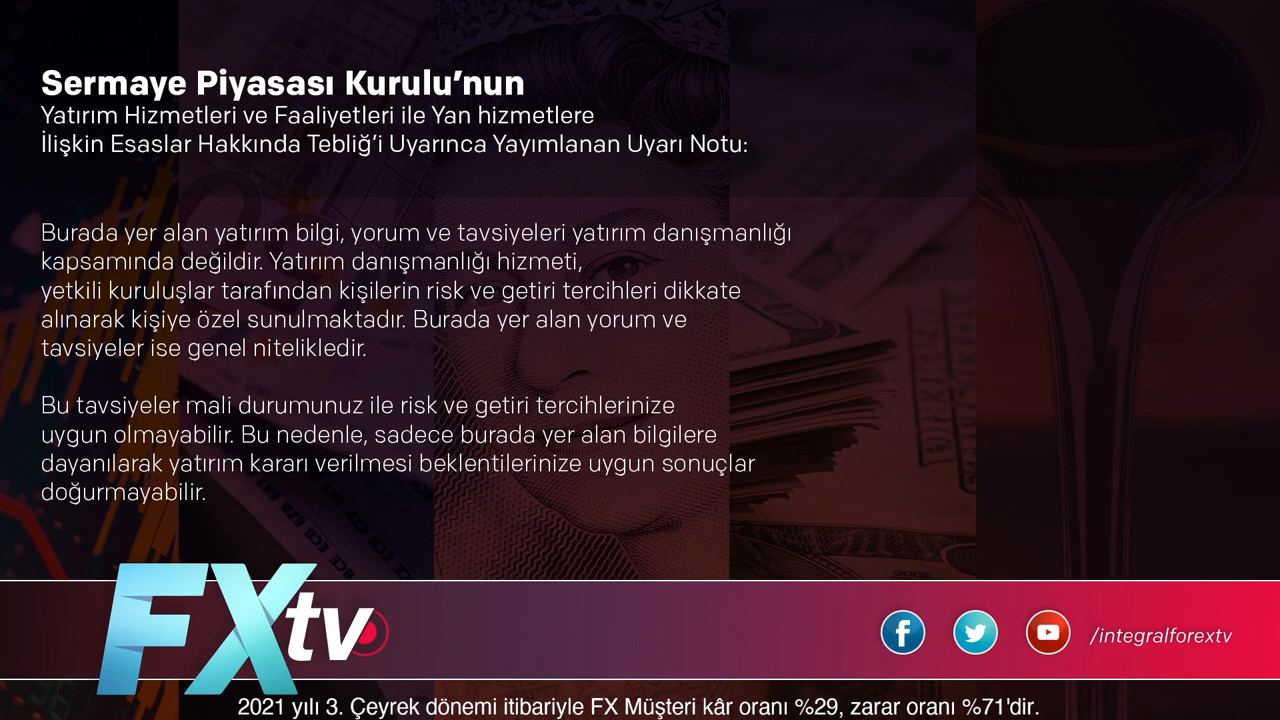 Sermaye Piyasası Kurulu’nun
Yatırım Hizmetleri ve Faaliyetleri ile Yan hizmetlere
İlişkin Esaslar Hakkında Tebliğ’i Uyarınca Yayımlanan Uyarı Notu:
Burada yer alan yatırım bilgi, yorum ve tavsiyeleri yatırım danışmanlığı
kapsamında değildir. Yatırım danışmanlığı hizmeti,
yetkili kuruluşlar tarafından kişilerin risk ve getiri tercihleri dikkate
alınarak kişiye özel sunulmaktadır. Burada yer alan yorum ve
tavsiyeler ise genel nitelikledir.
Bu tavsiyeler mali durumunuz ile risk ve getiri tercihlerinize
uygun olmayabilir. Bu nedenle, sadece burada yer alan bilgilere
dayanılarak yatırım kararı verilmesi beklentilerinize uygun sonuçlar
doğurmayabilir.
FXtv
/integralforextv
2021 yılı 3. Çeyrek dönemi itibariyle FX Müşteri kâr oranı %29, zarar oranı %71'dir.